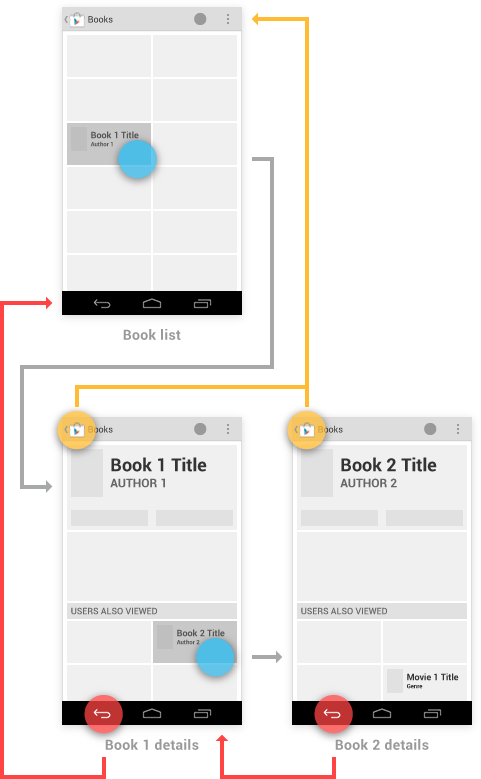 Books
Book 1 Title
Author 1
Book list
Books
Book 1 Title
AUTHOR 1
USERS ALSO VIEWED
Book 2 Title
Author 2
Book 1 details
Books
Book 2 Title
AUTHOR 2
USERS ALSO VIEWED
Movie 1 Title
Genre
Book 2 details